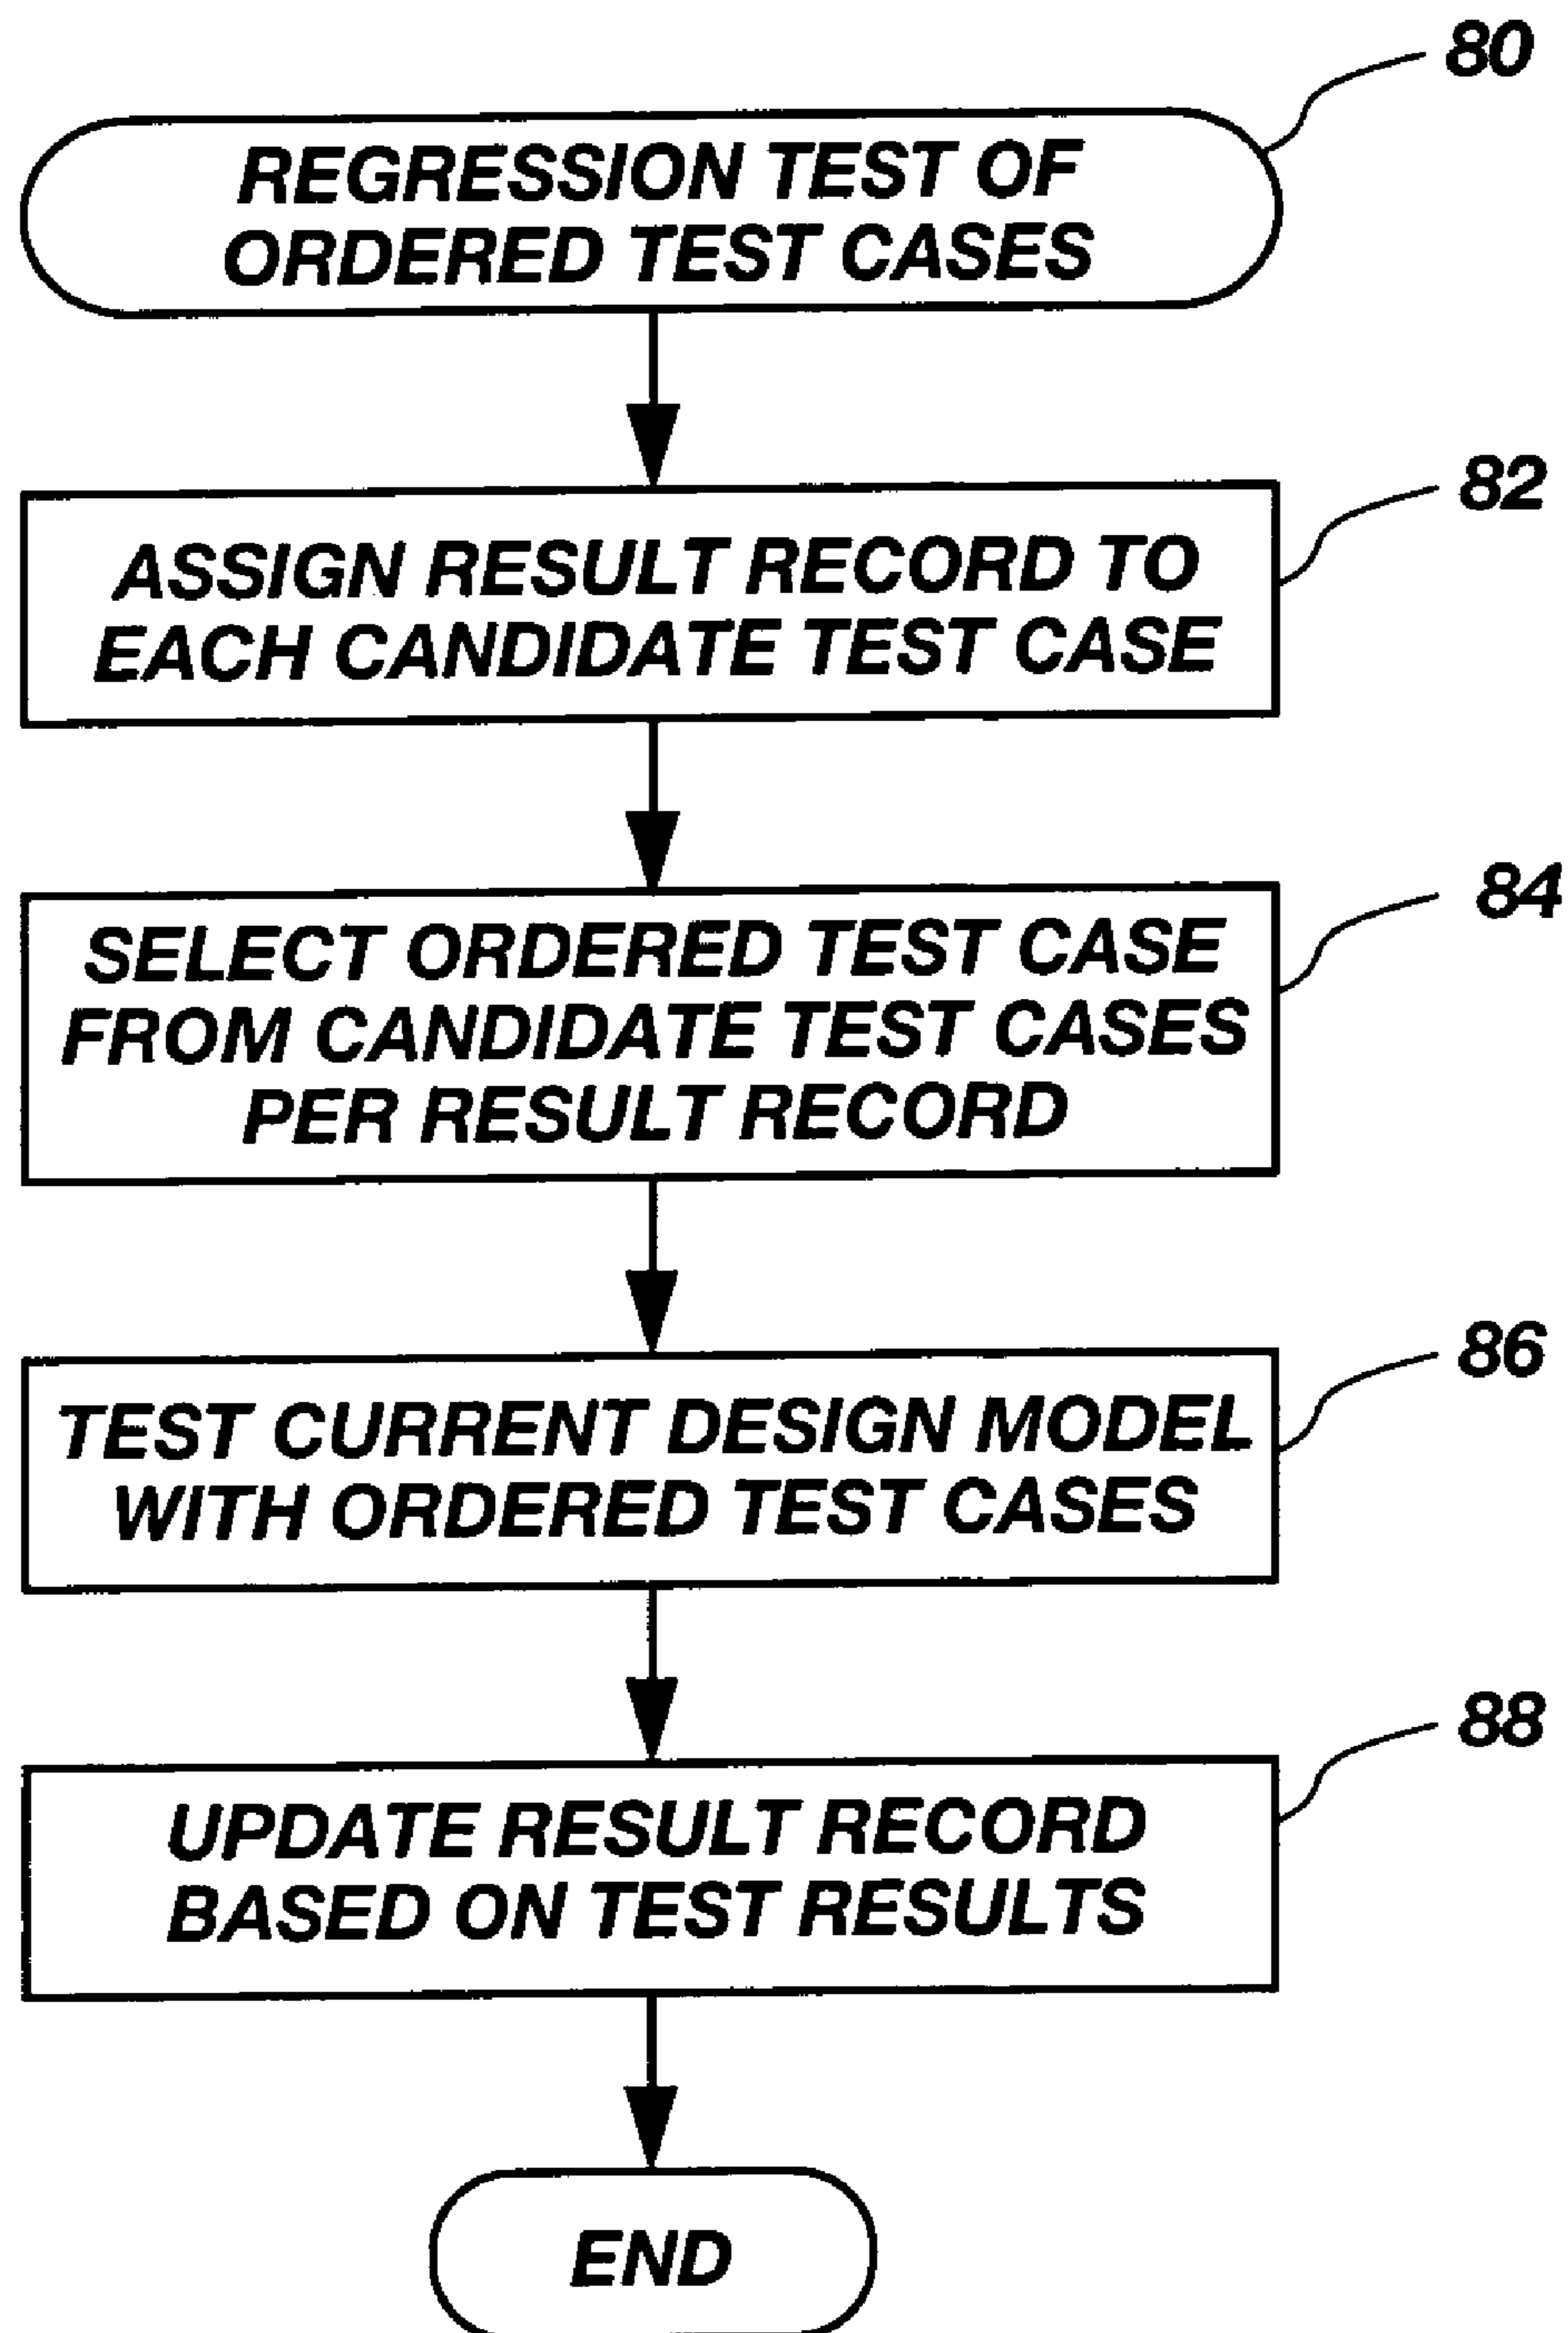 80
REGRESSION TEST OF
ORDERED TEST CASES
82
ASSIGN RESULT RECORD TO
EACH CANDIDATE TEST CASE
84
SELECT ORDERED TEST CASE
FROM CANDIDATE TEST CASES
PER RESULT RECORD
86
TEST CURRENT DESIGN MODEL
WITH ORDERED TEST CASES
88
UPDATE RESULT RECORD
BASED ON TEST RESULTS
END